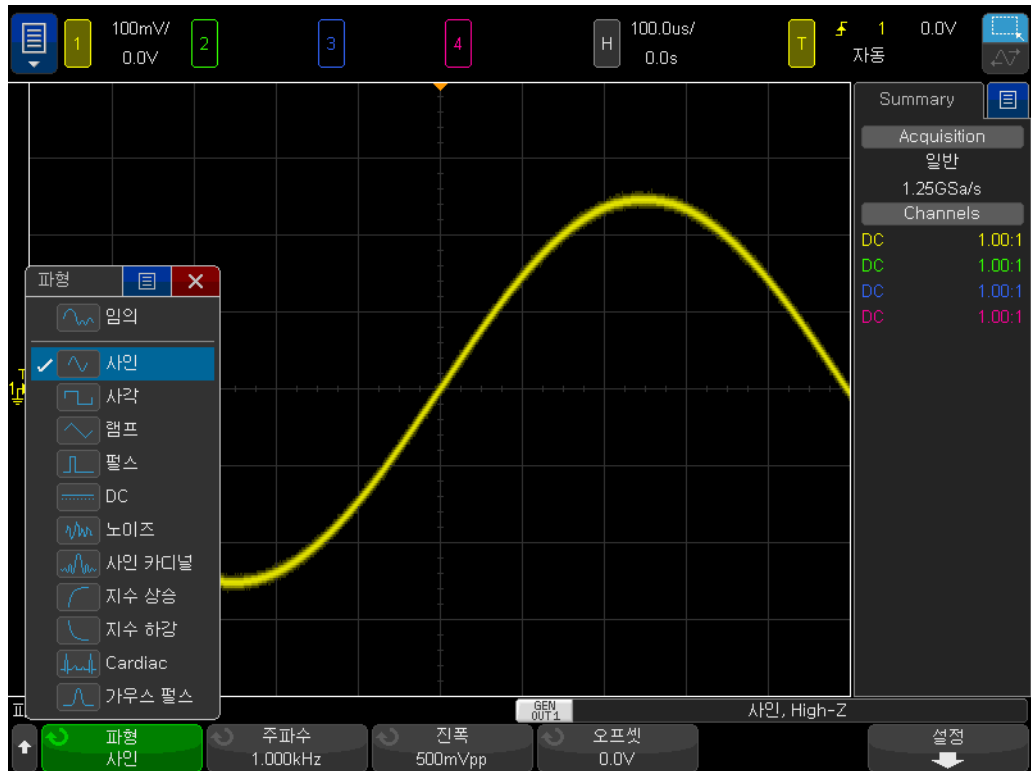 1 100mV/ 2 3 4 H 100.0us/ T 1 0.0V
0.0V 0.0s 자동
Summary
Acquisition
일반
1.25GSa/s
Channels
DC 1.00:1
DC 1.00:1
DC 1.00:1
DC 1.00:1
파형
임의
사인
사각
램프
펄스
DC
노이즈
사인 카디널
지수 상승
지수 하강
Cardiac
가우스 펄스
T
1
GEN
OUT1
사인, High-Z
파형 주파수 진폭 오프셋 설정
사인 1.000kHz 500mVpp 0.0V